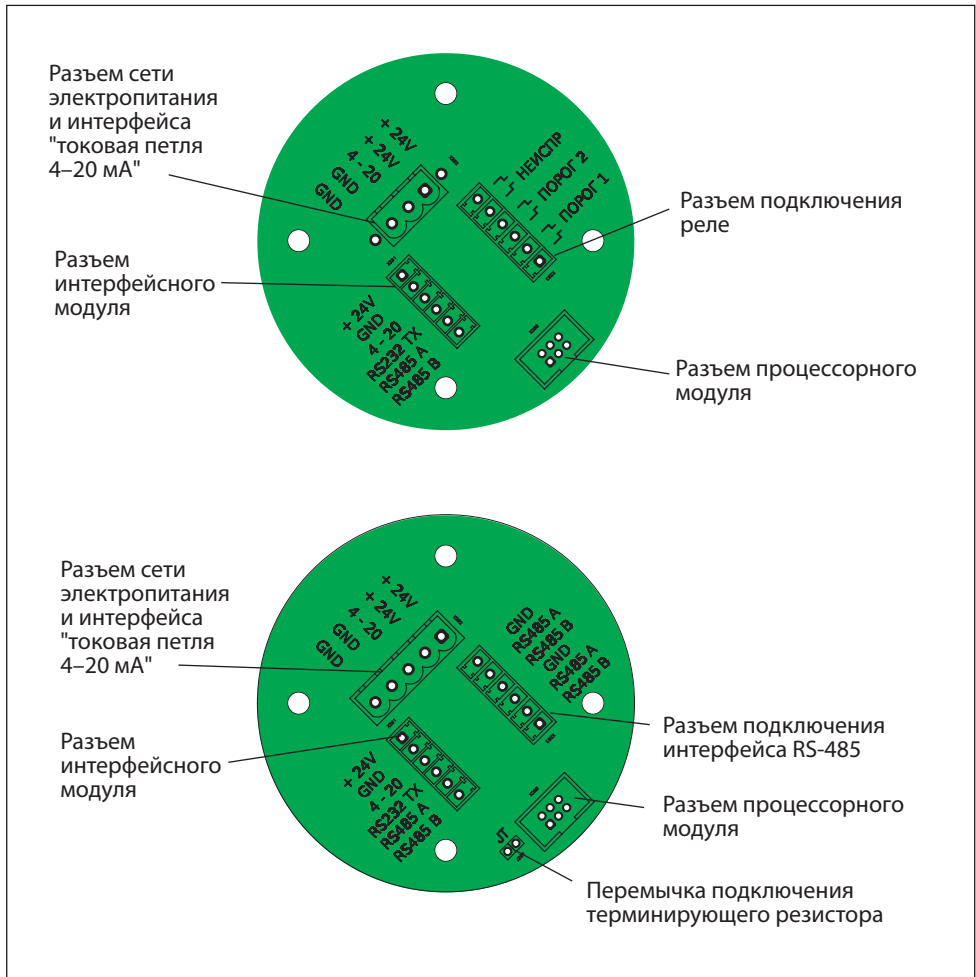 Разъем сети
электропитания
и интерфейса
"токовая петля
4–20 мА"
+ 24V
+ 24V
4 - 20
GND
GND
НЕИСПР
ПОРОГ 2
ПОРОГ 1
Разъем подключения
реле
Разъем
интерфейсного
модуля
+ 24V
GND
4 - 20
RS232 TX
RS485 A
RS485 B
Разъем процессорного
модуля
Разъем сети
электропитания
и интерфейса
"токовая петля
4–20 мА"
+ 24V
+ 24V
4 - 20
GND
GND
GND
RS485 A
RS485 B
GND
RS485 A
RS485 B
Разъем подключения
интерфейса RS-485
Разъем
интерфейсного
модуля
+ 24V
GND
4 - 20
RS232 TX
RS485 A
RS485 B
JT
Разъем процессорного
модуля
Перемычка подключения
терминирующего резистора